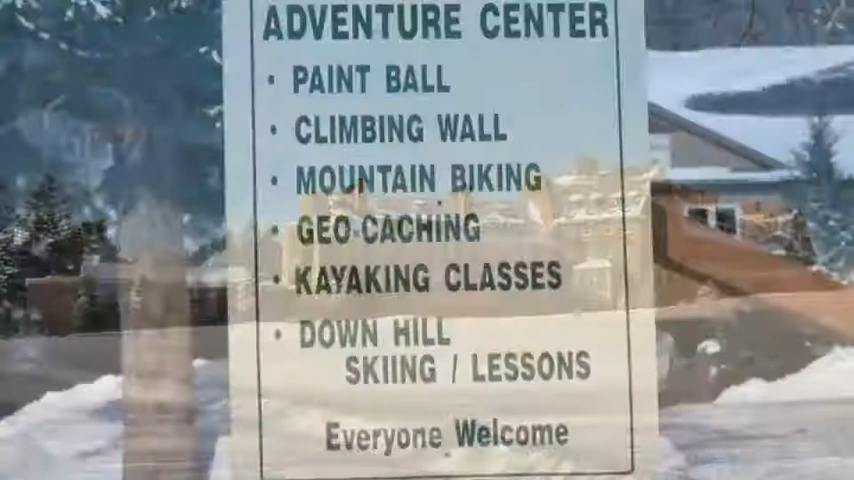 ADVENTURE CENTER
• PAINT BALL
• CLIMBING WALL
• MOUNTAIN BIKING
• GEO-CACHING
• KAYAKING CLASSES
• DOWN HILL
SKIING / LESSONS
Everyone Welcome